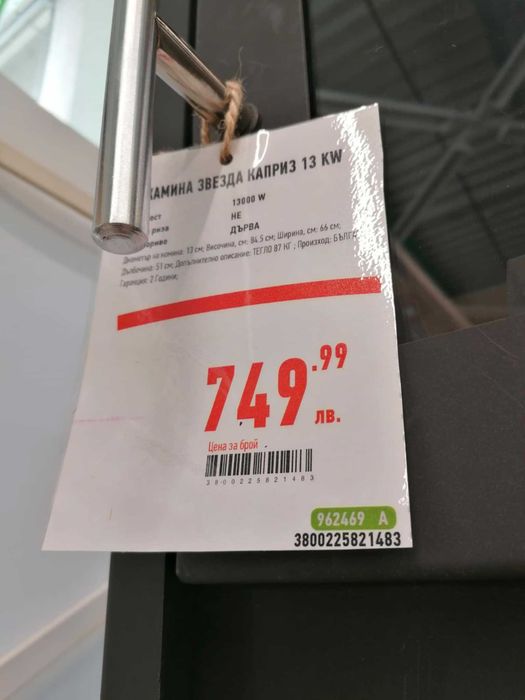 КАМИНА ЗВЕЗДА КАПРИЗ 13 KW
13000 W
НЕ
ДЪРВА
Диаметър на комина: 13 см; Височина, см: 84.5 см; Ширина, см: 66 см;
Дълбочина: 51 см; Допълнително описание: ТЕГЛО 87 КГ ; Произход:
Гаранция: 2 Години;
749.99
лв.
Цена за брой
3800225821483
962469 A
3800225821483